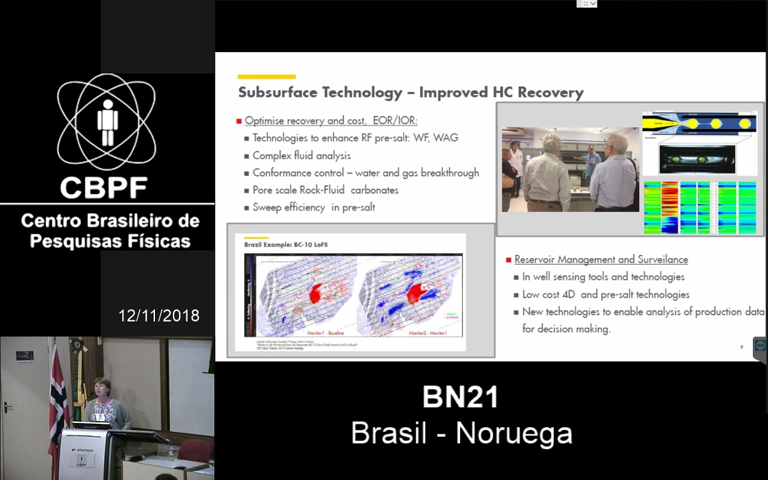 CBPF
Centro Brasileiro de
Pesquisas Físicas
12/11/2018
Subsurface Technology – Improved HC Recovery
Optimise recovery and cost, EOR/IOR:
Technologies to enhance RF pre-salt: WF, WAG
Complex fluid analysis
Conformance control – water and gas breakthrough
Pore scale Rock-Fluid carbonates
Sweep efficiency in pre-salt
Brazil Example: BC-10 LoFS
Monitor1 - Baseline
Monitor2 - Monitor1
Reservoir Management and Surveilance
In well sensing tools and technologies
Low cost 4D and pre-salt technologies
New technologies to enable analysis of production data
for decision making.
CBPF
BN21
Brasil - Noruega